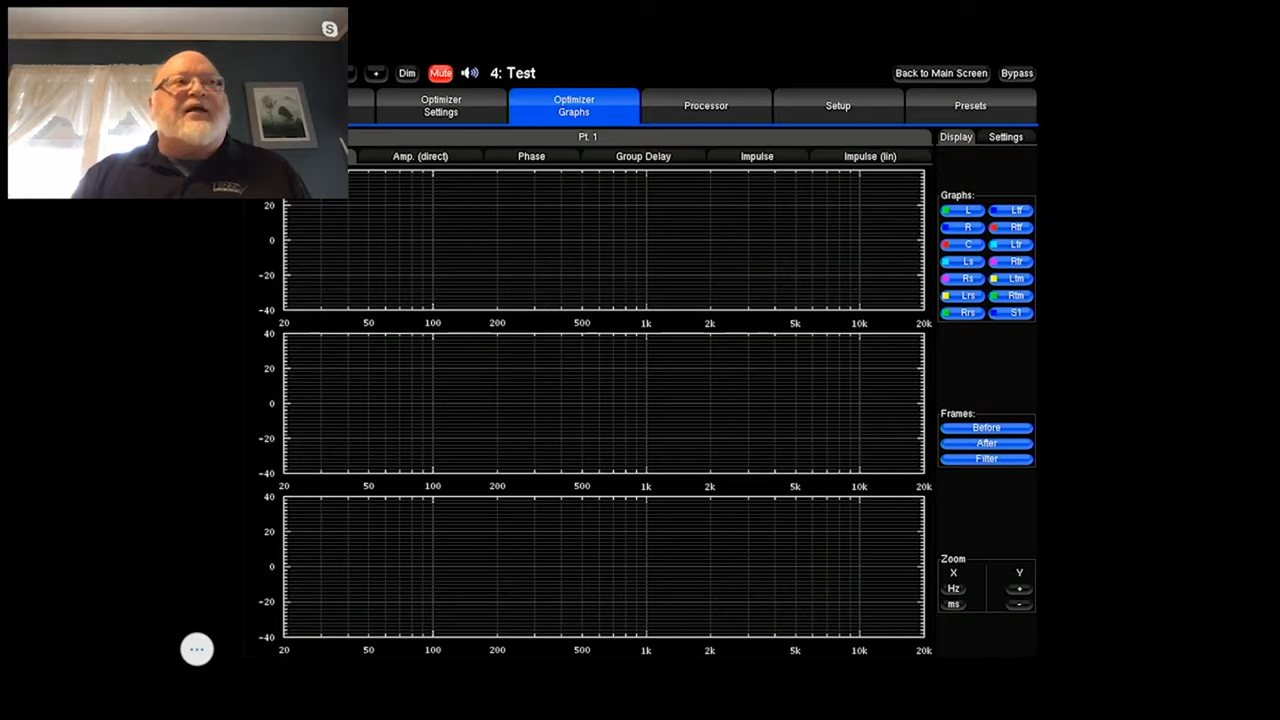 S
+ Dim Mute 4: Test Back to Main Screen Bypass
Optimizer Settings
Optimizer Graphs
Processor
Setup
Presets
Pt. 1
Display Settings
Amp. (direct) Phase Group Delay Impulse Impulse (lin)
20
0
-20
-40
20 50 100 200 500 1k 2k 5k 10k 20k
40
20
0
-20
-40
20 50 100 200 500 1k 2k 5k 10k 20k
40
20
0
-20
-40
20 50 100 200 500 1k 2k 5k 10k 20k
Graphs:
L Ltf
R Rtf
C Ltr
Ls Rtr
Rs Ltm
Lrs Rtm
Rrs S1
Frames:
Before
After
Filter
Zoom
X Y
Hz +
ms -
...